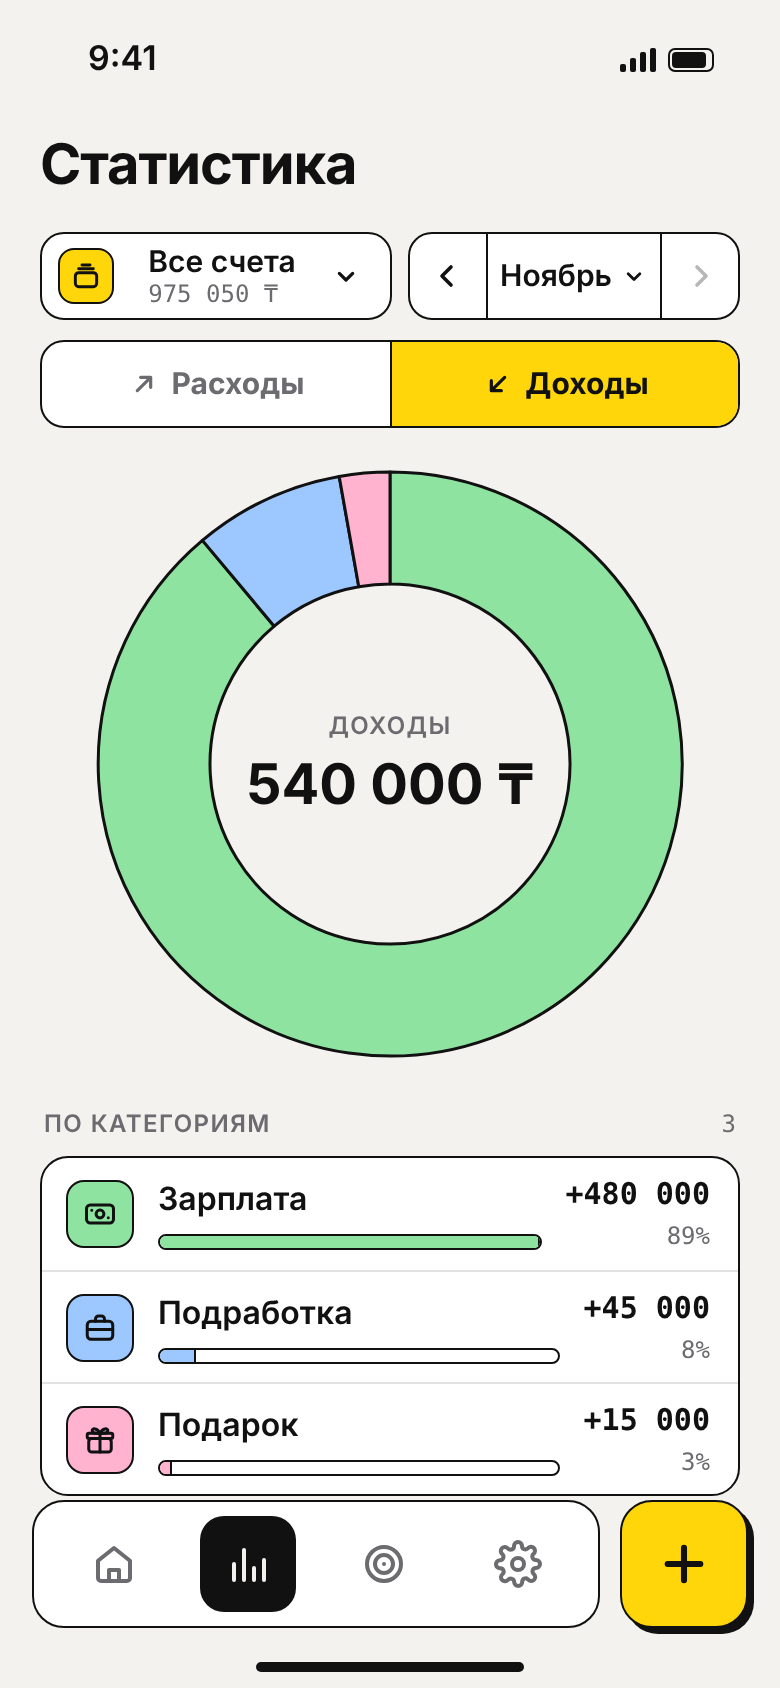 9:41
Статистика
Все счета
975 050 ₸
Ноябрь
Расходы
Доходы
ДОХОДЫ
540 000 ₸
ПО КАТЕГОРИЯМ 3
Зарплата +480 000
89%
Подработка +45 000
8%
Подарок +15 000
3%